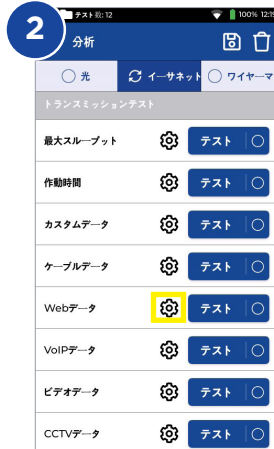 2
テスト数: 12
100% 12:19
分析
光
イーサネット
ワイヤーマ
トランスミッションテスト
最大スループット
テスト
作動時間
テスト
カスタムデータ
テスト
ケーブルデータ
テスト
Webデータ
テスト
VoIPデータ
テスト
ビデオデータ
テスト
CCTVデータ
テスト